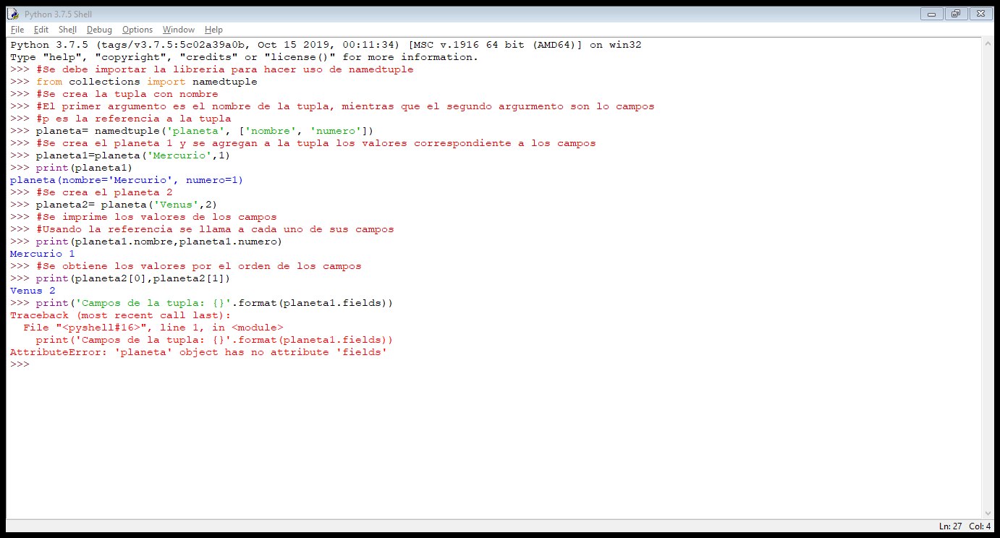 Python 3.7.5 Shell
File Edit Shell Debug Options Window Help
Python 3.7.5 (tags/v3.7.5:5c02a39a0b, Oct 15 2019, 00:11:34) [MSC v.1916 64 bit (AMD64)] on win32
Type "help", "copyright", "credits" or "license()" for more information.
>>> #Se debe importar la libreria para hacer uso de namedtuple
>>> from collections import namedtuple
>>> #Se crea la tupla con nombre
>>> #El primer argumento es el nombre de la tupla, mientras que el segundo argurmento son lo campos
>>> #p es la referencia a la tupla
>>> planeta= namedtuple('planeta', ['nombre', 'numero'])
>>> #Se crea el planeta 1 y se agregan a la tupla los valores correspondiente a los campos
>>> planeta1=planeta('Mercurio',1)
>>> print(planeta1)
planeta(nombre='Mercurio', numero=1)
>>> #Se crea el planeta 2
>>> planeta2= planeta('Venus',2)
>>> #Se imprime los valores de los campos
>>> #Usando la referencia se llama a cada uno de sus campos
>>> print(planeta1.nombre,planeta1.numero)
Mercurio 1
>>> #Se obtiene los valores por el orden de los campos
>>> print(planeta2[0],planeta2[1])
Venus 2
>>> print('Campos de la tupla: {}'.format(planeta1.fields))
Traceback (most recent call last):
  File "<pyshell#16>", line 1, in <module>
    print('Campos de la tupla: {}'.format(planeta1.fields))
AttributeError: 'planeta' object has no attribute 'fields'
>>>
Ln: 27 Col: 4